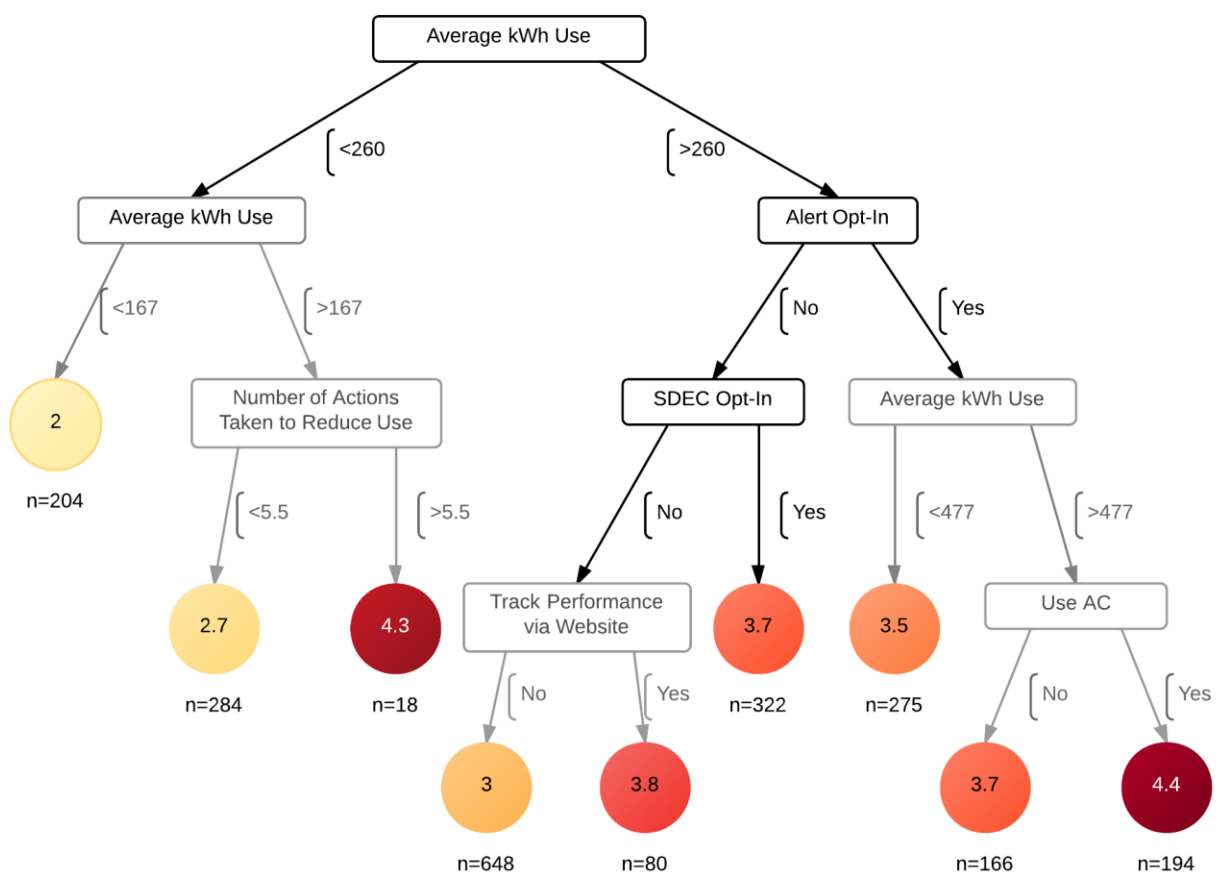 Average kWh Use
<260
>260
Average kWh Use
Alert Opt-In
<167
>167
No
Yes
2
n=204
Number of Actions
Taken to Reduce Use
SDEC Opt-In
Average kWh Use
<5.5
>5.5
No
Yes
<477
>477
2.7
n=284
4.3
n=18
Track Performance
via Website
3.7
n=322
3.5
n=275
Use AC
No
Yes
No
Yes
3
n=648
3.8
n=80
3.7
n=166
4.4
n=194